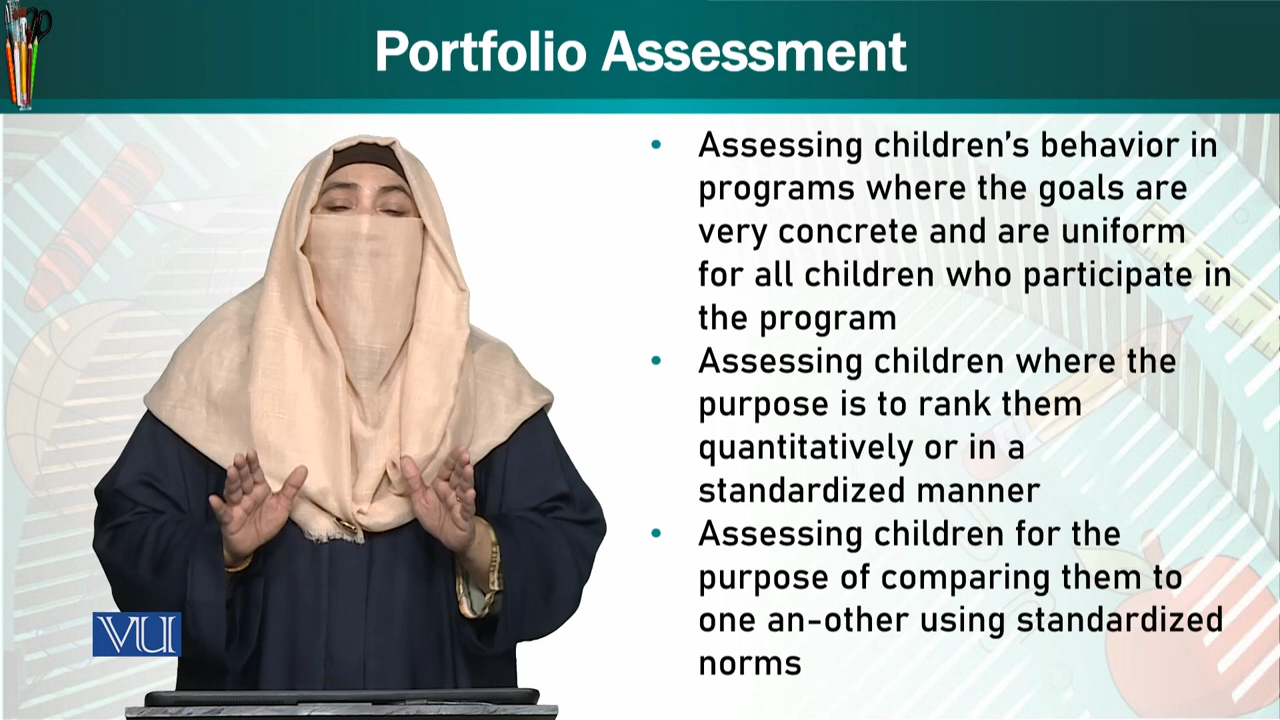 Portfolio Assessment
• Assessing children’s behavior in
programs where the goals are
very concrete and are uniform
for all children who participate in
the program
• Assessing children where the
purpose is to rank them
quantitatively or in a
standardized manner
• Assessing children for the
purpose of comparing them to
one an-other using standardized
norms
VU